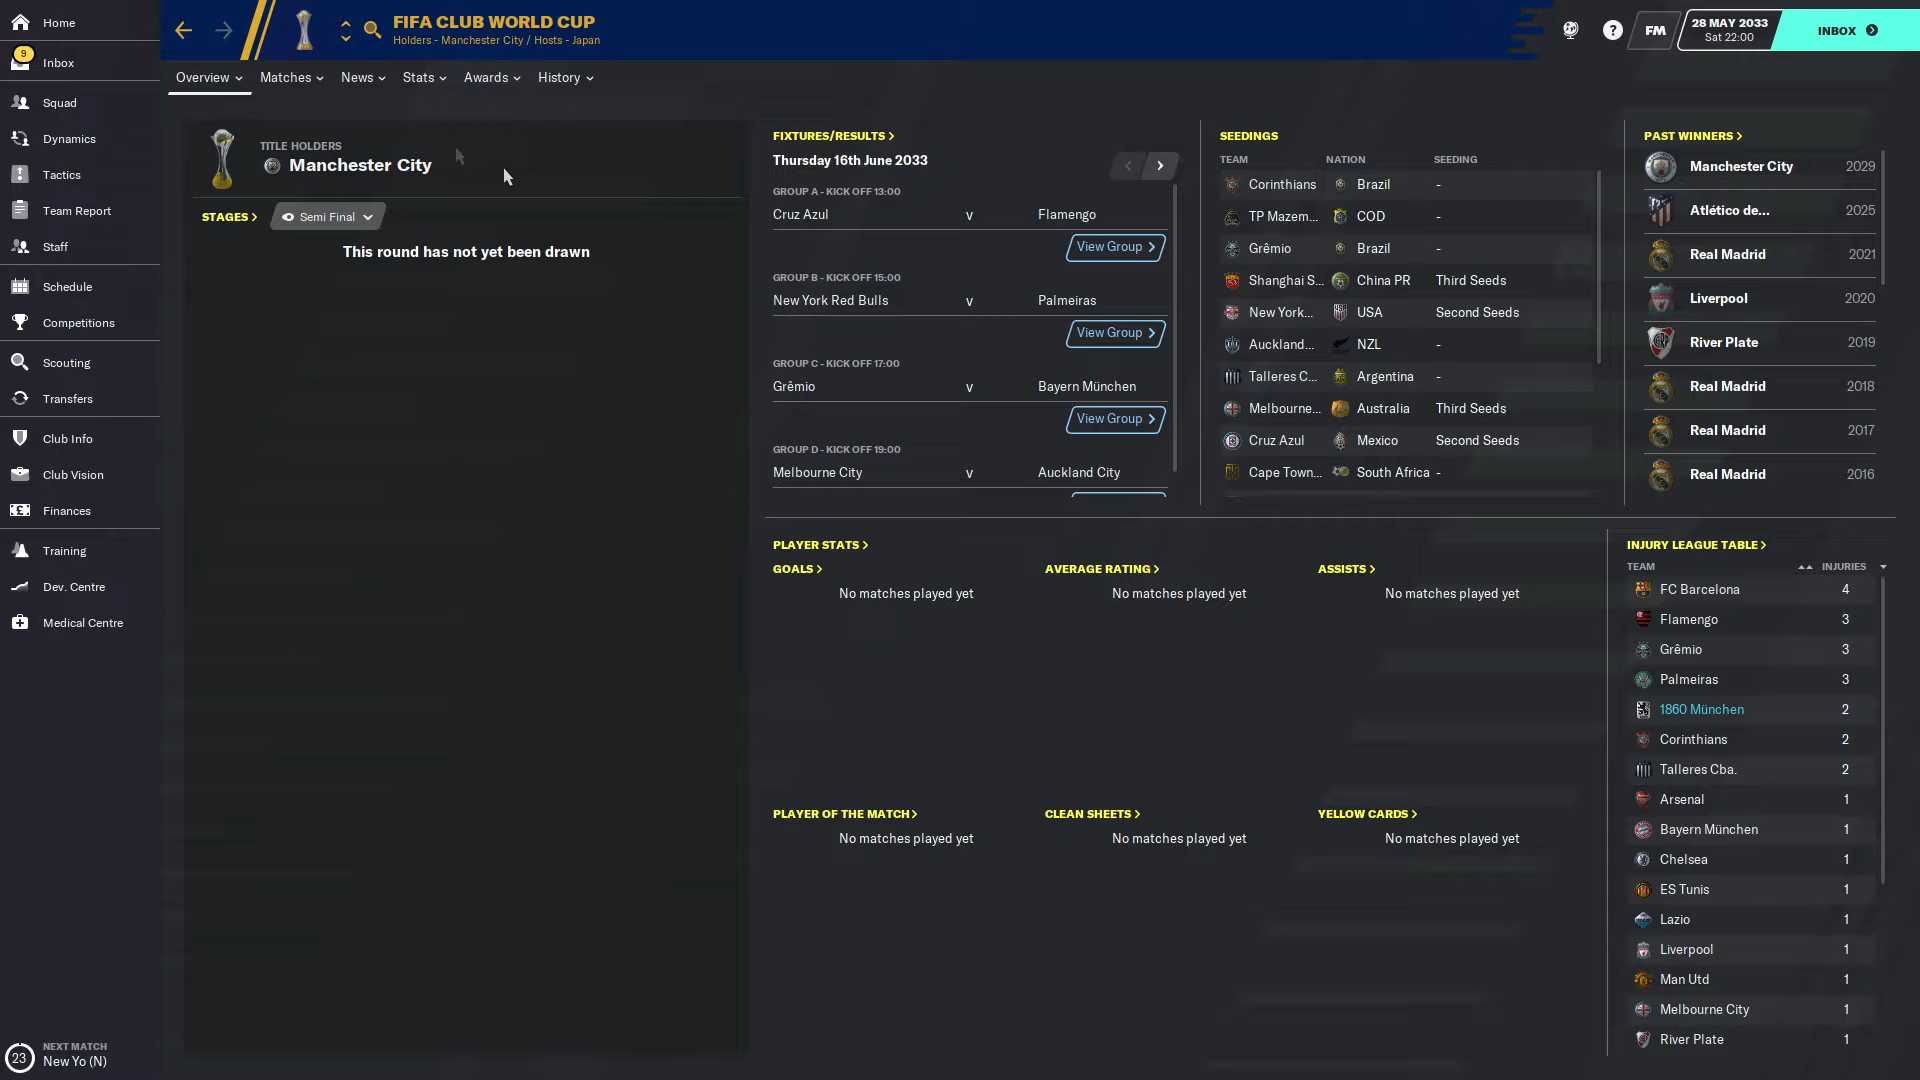 Home
9
Inbox
Squad
Dynamics
Tactics
Team Report
Staff
Schedule
Competitions
Scouting
Transfers
Club Info
Club Vision
Finances
Training
Dev. Centre
Medical Centre
23
NEXT MATCH
New Yo (N)
FIFA CLUB WORLD CUP
Holders - Manchester City / Hosts - Japan
?
FM
28 MAY 2033
Sat 22:00
INBOX
Overview
Matches
News
Stats
Awards
History
TITLE HOLDERS
Manchester City
STAGES
Semi Final
This round has not yet been drawn
FIXTURES/RESULTS
Thursday 16th June 2033
GROUP A - KICK OFF 13:00
Cruz Azul v Flamengo
View Group
GROUP B - KICK OFF 15:00
New York Red Bulls v Palmeiras
View Group
GROUP C - KICK OFF 17:00
Grêmio v Bayern München
View Group
GROUP D - KICK OFF 19:00
Melbourne City v Auckland City
SEEDINGS
TEAM NATION SEEDING
Corinthians Brazil -
TP Mazem... COD -
Grêmio Brazil -
Shanghai S... China PR Third Seeds
New York... USA Second Seeds
Auckland... NZL -
Talleres C... Argentina -
Melbourne... Australia Third Seeds
Cruz Azul Mexico Second Seeds
Cape Town... South Africa -
PAST WINNERS
Manchester City 2029
Atlético de... 2025
Real Madrid 2021
Liverpool 2020
River Plate 2019
Real Madrid 2018
Real Madrid 2017
Real Madrid 2016
PLAYER STATS
GOALS
No matches played yet
AVERAGE RATING
No matches played yet
ASSISTS
No matches played yet
PLAYER OF THE MATCH
No matches played yet
CLEAN SHEETS
No matches played yet
YELLOW CARDS
No matches played yet
INJURY LEAGUE TABLE
TEAM INJURIES
FC Barcelona 4
Flamengo 3
Grêmio 3
Palmeiras 3
1860 München 2
Corinthians 2
Talleres Cba. 2
Arsenal 1
Bayern München 1
Chelsea 1
ES Tunis 1
Lazio 1
Liverpool 1
Man Utd 1
Melbourne City 1
River Plate 1